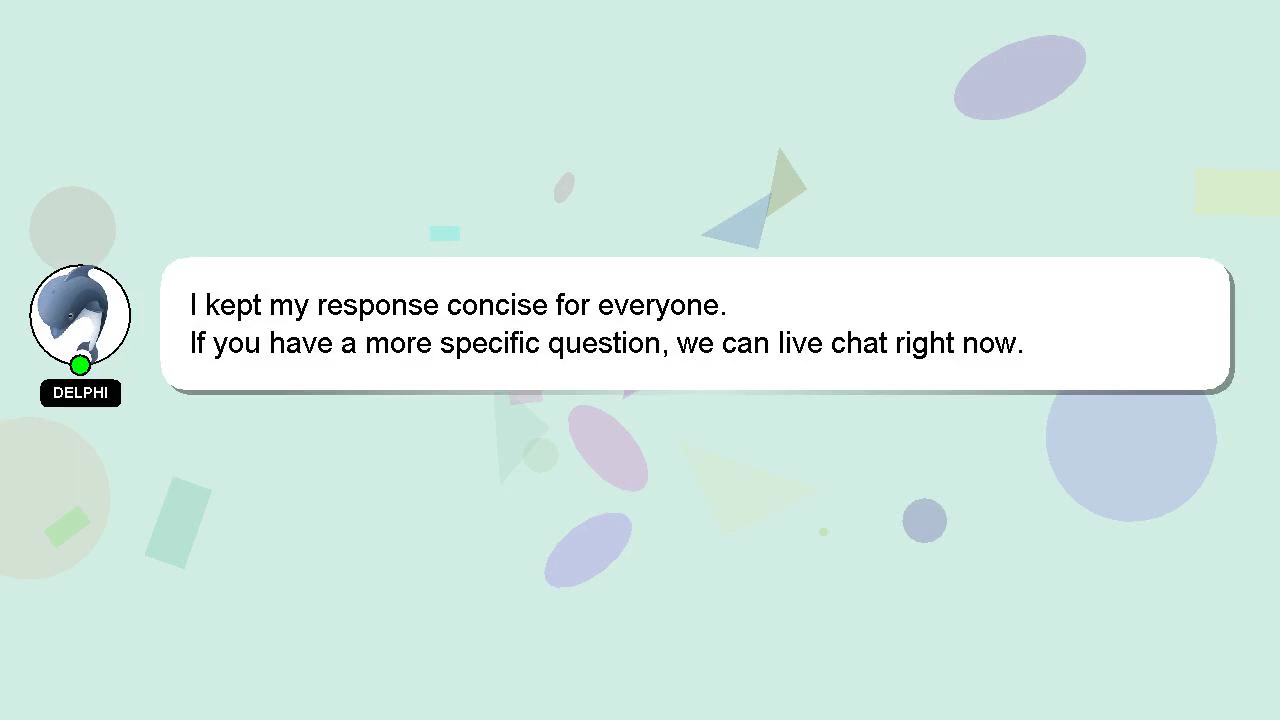 I kept my response concise for everyone.
If you have a more specific question, we can live chat right now.
DELPHI